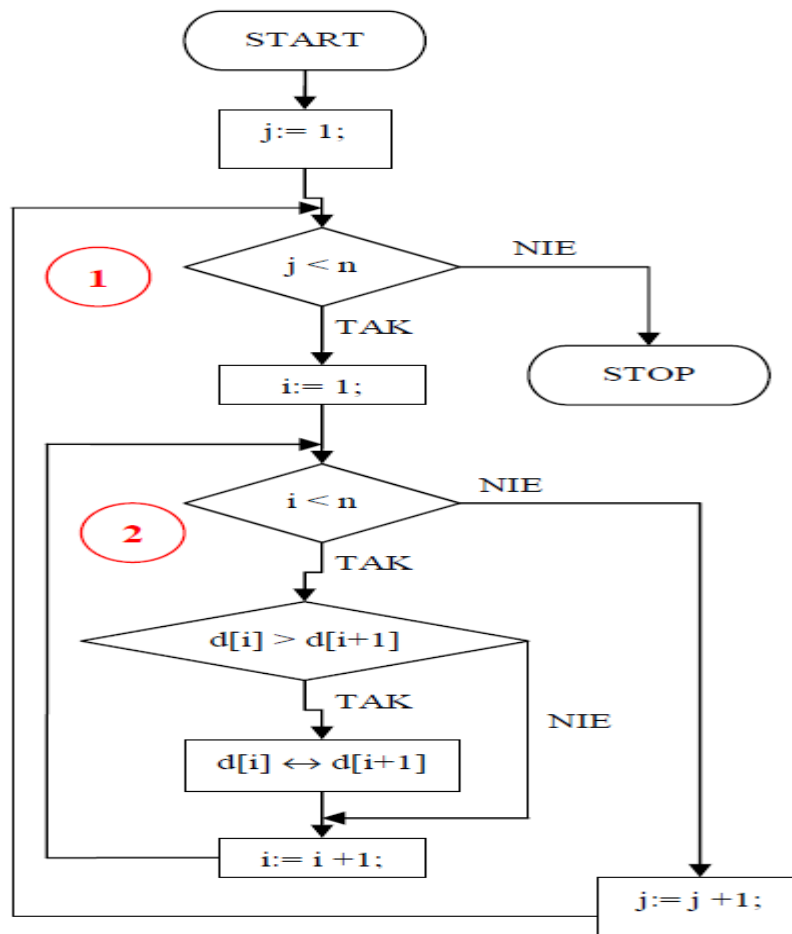 START
j:= 1;
1
j < n
NIE
TAK
i:= 1;
STOP
2
i < n
NIE
TAK
d[i] > d[i+1]
TAK
NIE
d[i] ↔ d[i+1]
i:= i +1;
j:= j +1;